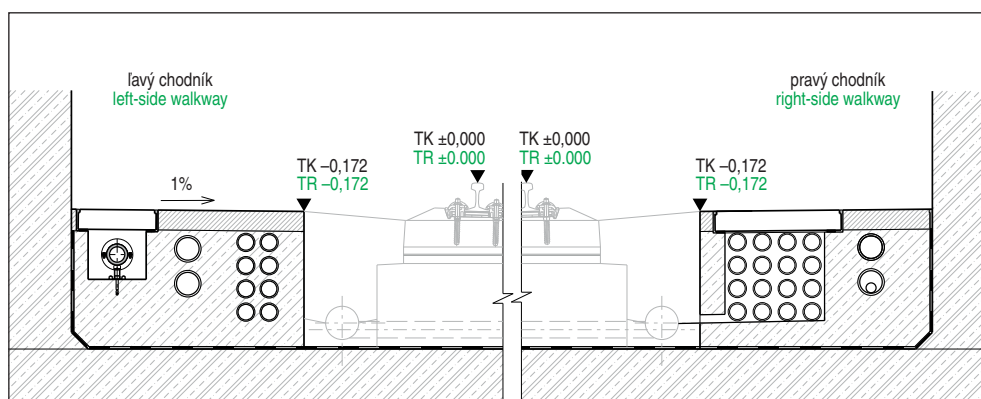 ľavý chodník
left-side walkway
pravý chodník
right-side walkway
TK ±0,000
TR ±0.000
TK ±0,000
TR ±0.000
TK –0,172
TR –0,172
TK –0,172
TR –0,172
1%